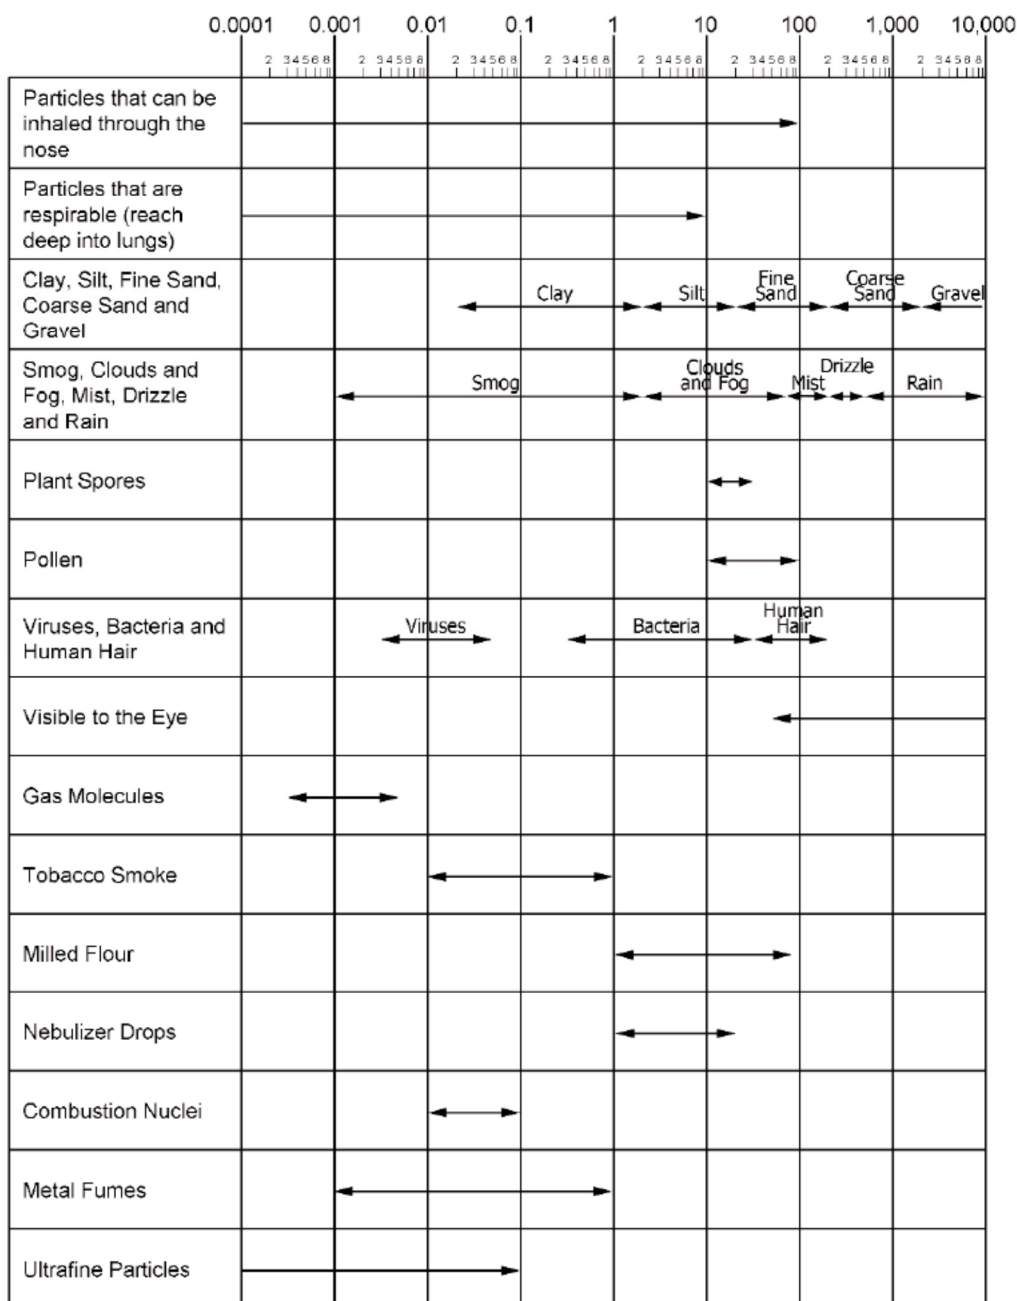 0.0001 0.001 0.01 0.1 1 10 100 1,000 10,000
2 3 4 5 6 8 2 3 4 5 6 8 2 3 4 5 6 8 2 3 4 5 6 8 2 3 4 5 6 8 2 3 4 5 6 8 2 3 4 5 6 8 2 3 4 5 6 8
Particles that can be
inhaled through the
nose
Particles that are
respirable (reach
deep into lungs)
Clay, Silt, Fine Sand,
Coarse Sand and
Gravel
Clay
Silt
Fine
Sand
Coarse
Sand
Gravel
Smog, Clouds and
Fog, Mist, Drizzle
and Rain
Smog
Clouds
and Fog
Mist
Drizzle
Rain
Plant Spores
Pollen
Viruses, Bacteria and
Human Hair
Viruses
Bacteria
Human
Hair
Visible to the Eye
Gas Molecules
Tobacco Smoke
Milled Flour
Nebulizer Drops
Combustion Nuclei
Metal Fumes
Ultrafine Particles